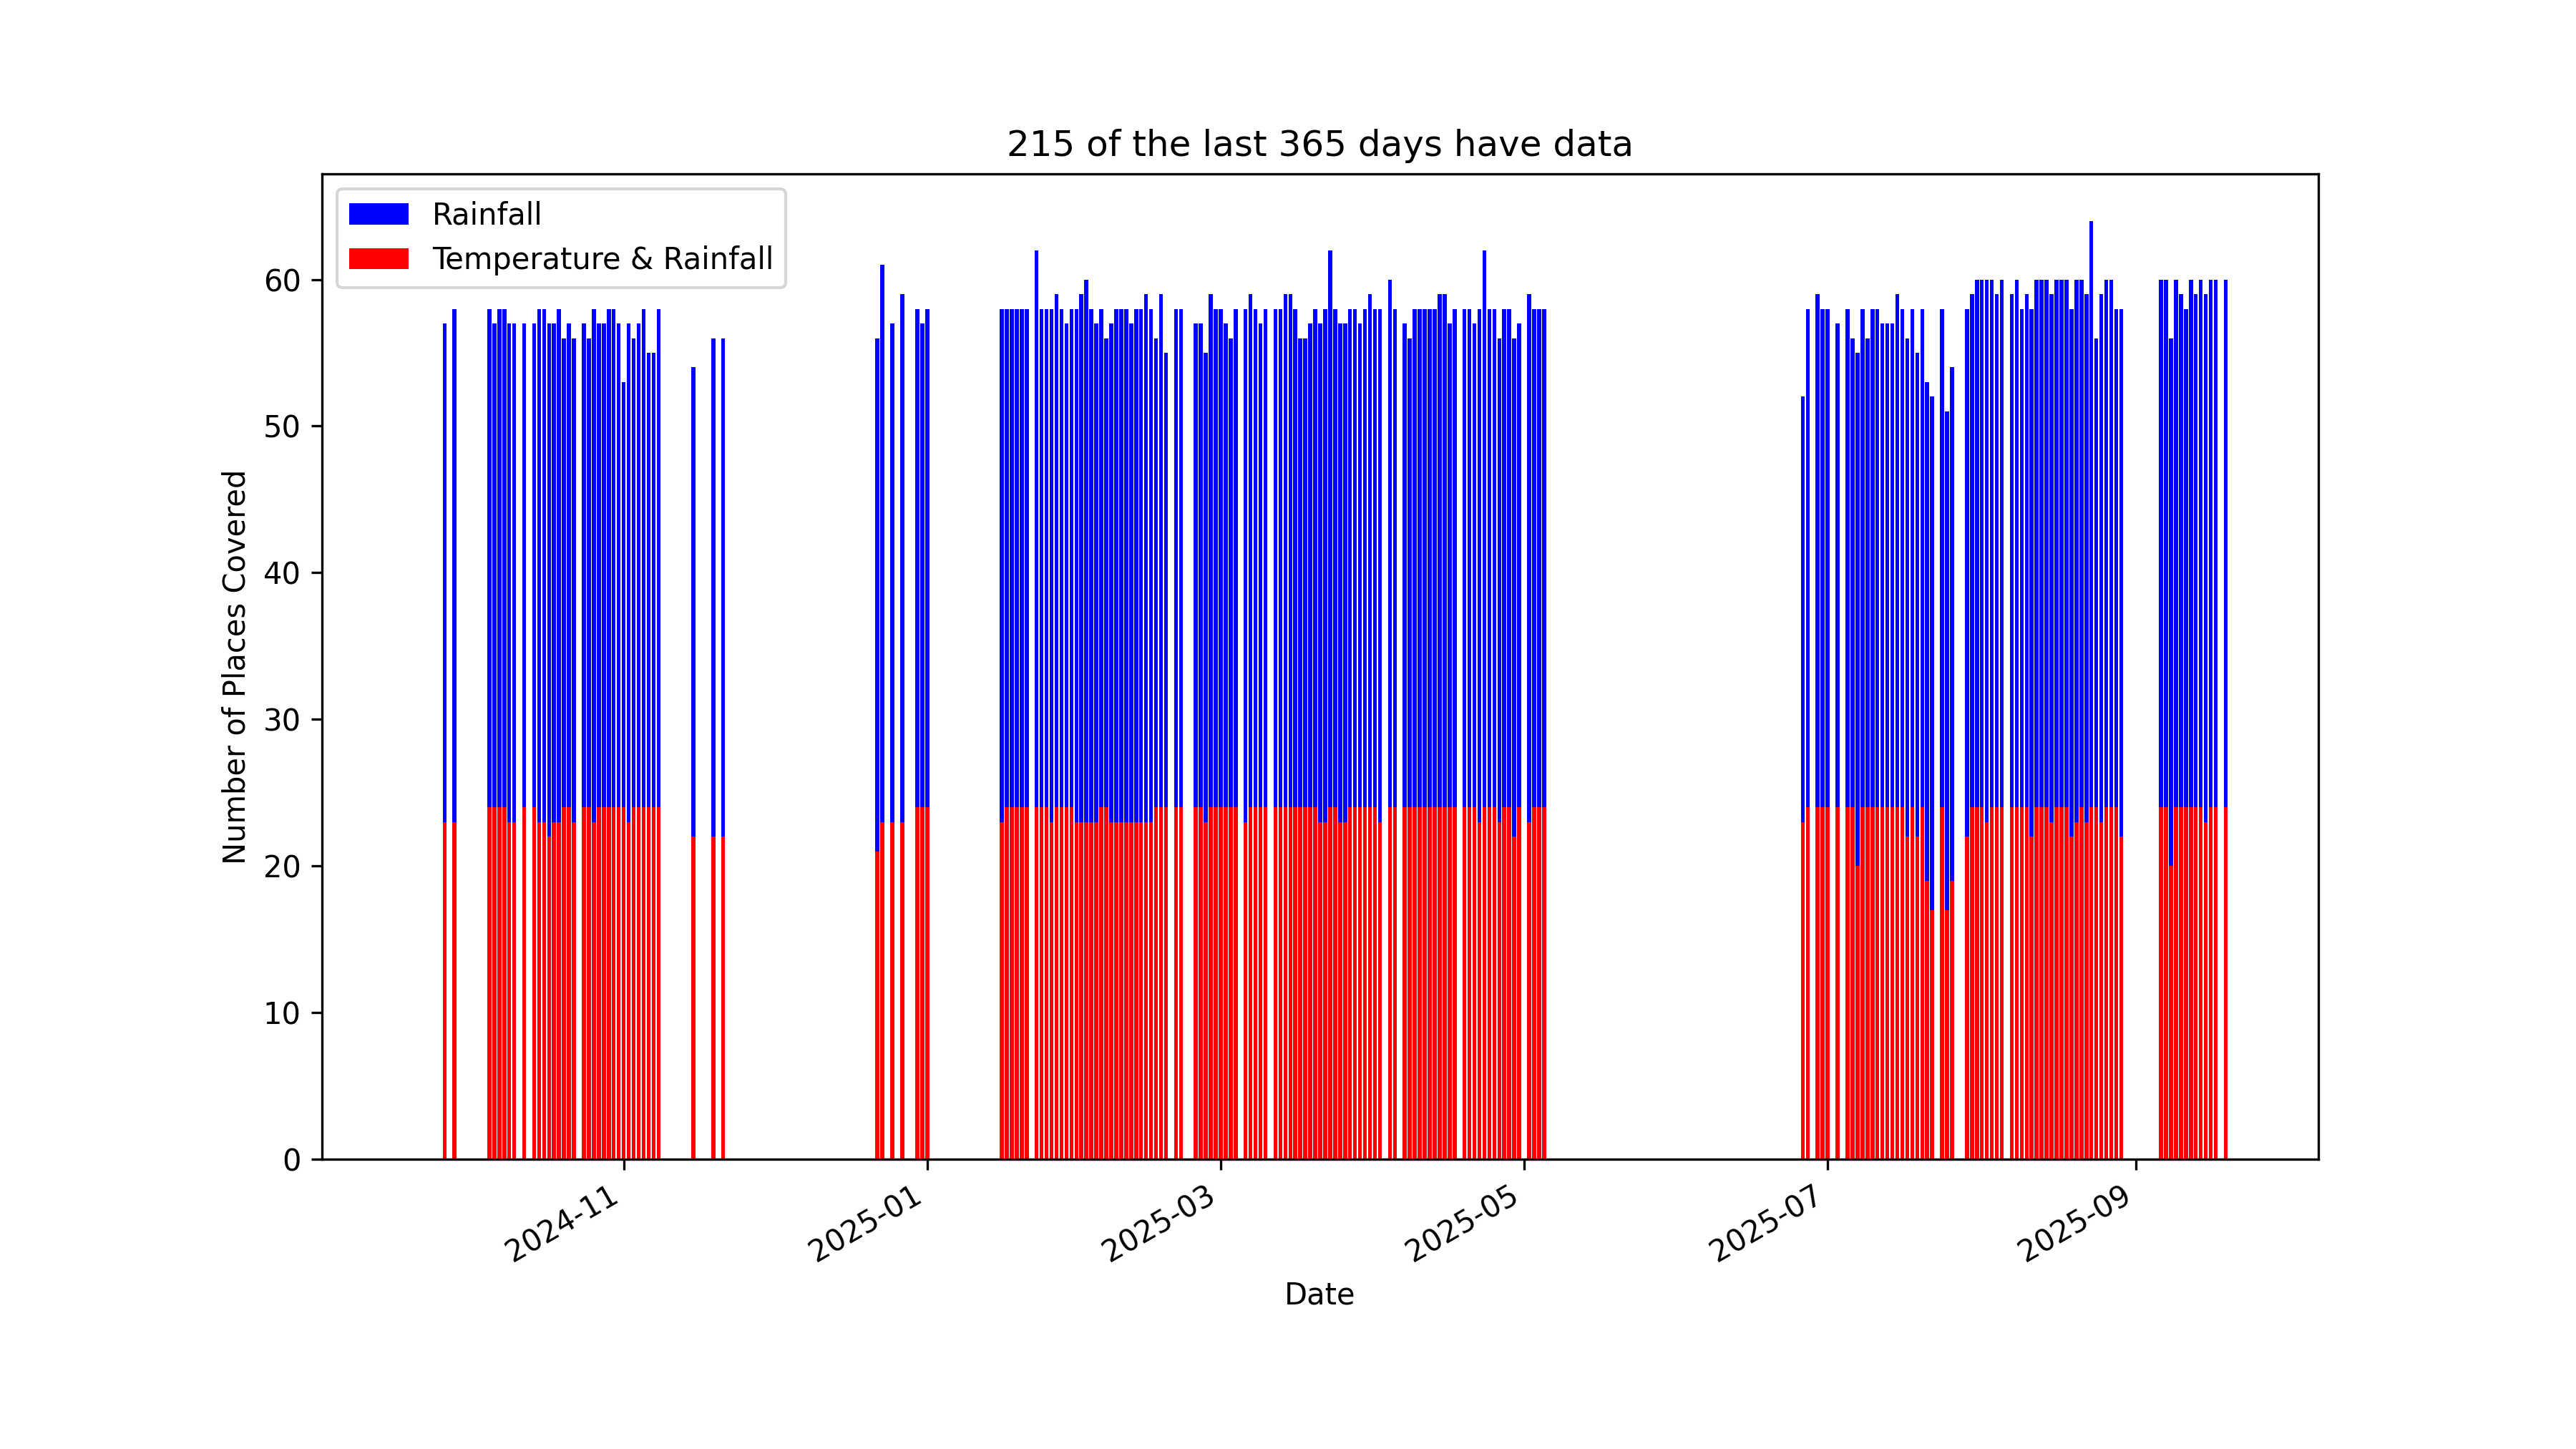 215 of the last 365 days have data
Rainfall
Temperature & Rainfall
60
50
40
30
20
10
0
Number of Places Covered
2024-11
2025-01
2025-03
2025-05
2025-07
2025-09
Date